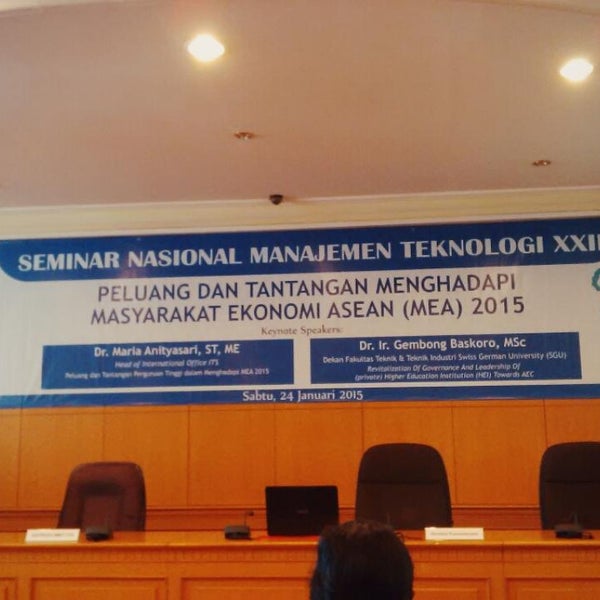 SEMINAR NASIONAL MANAJEMEN TEKNOLOGI XXII
PELUANG DAN TANTANGAN MENGHADAPI
MASYARAKAT EKONOMI ASEAN (MEA) 2015
Keynote Speakers:
Dr. Maria Anityasari, ST, ME
Head of International Office ITS
Peluang dan Tantangan Perguruan Tinggi dalam Menghadapi MEA 2015
Dr. Ir. Gembong Baskoro, MSc
Dekan Fakultas Teknik & Teknik Industri Swiss German University (SGU)
Revitalization Of Governance And Leadership Of
(private) Higher Education Institution (HEI) Towards AEC
Sabtu, 24 Januari 2015